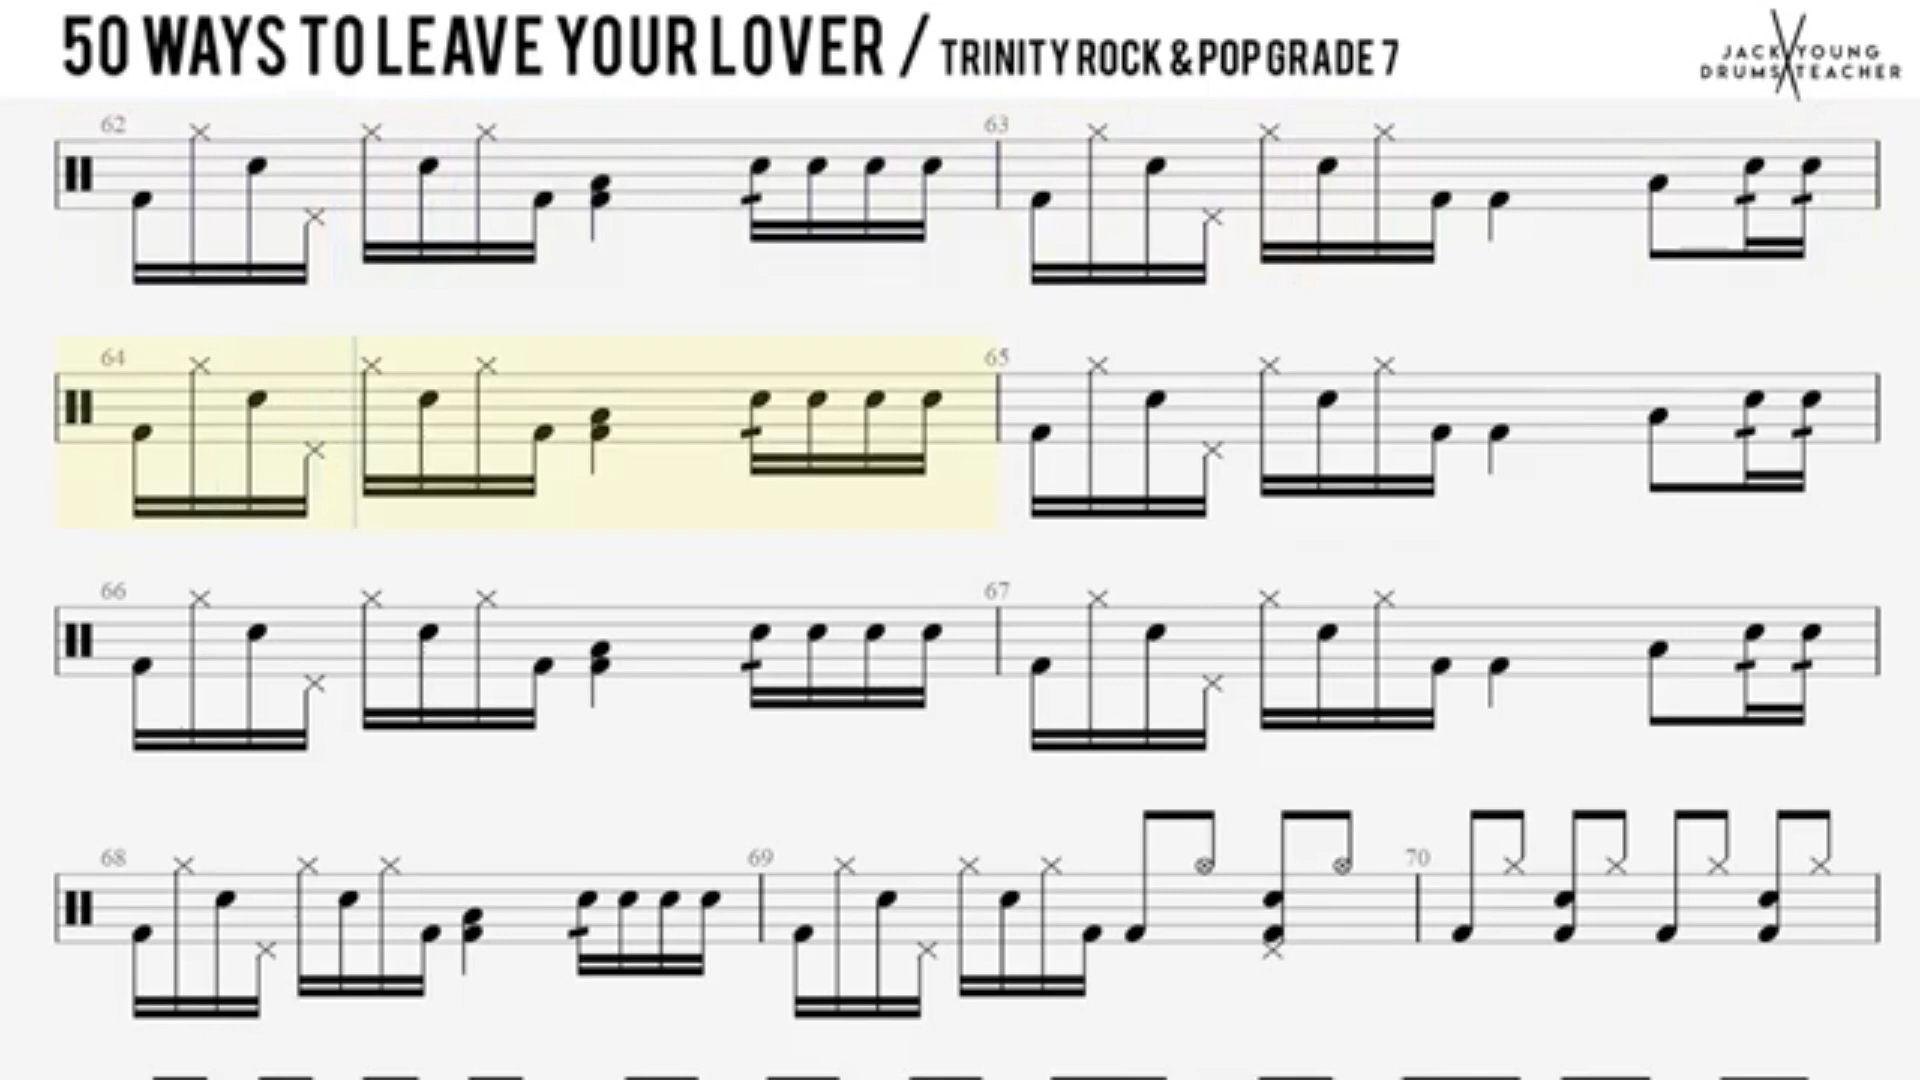 50 WAYS TO LEAVE YOUR LOVER / TRINITY ROCK & POP GRADE 7
JACK YOUNG
DRUMS TEACHER
62 63
64 65
66 67
68 69 70